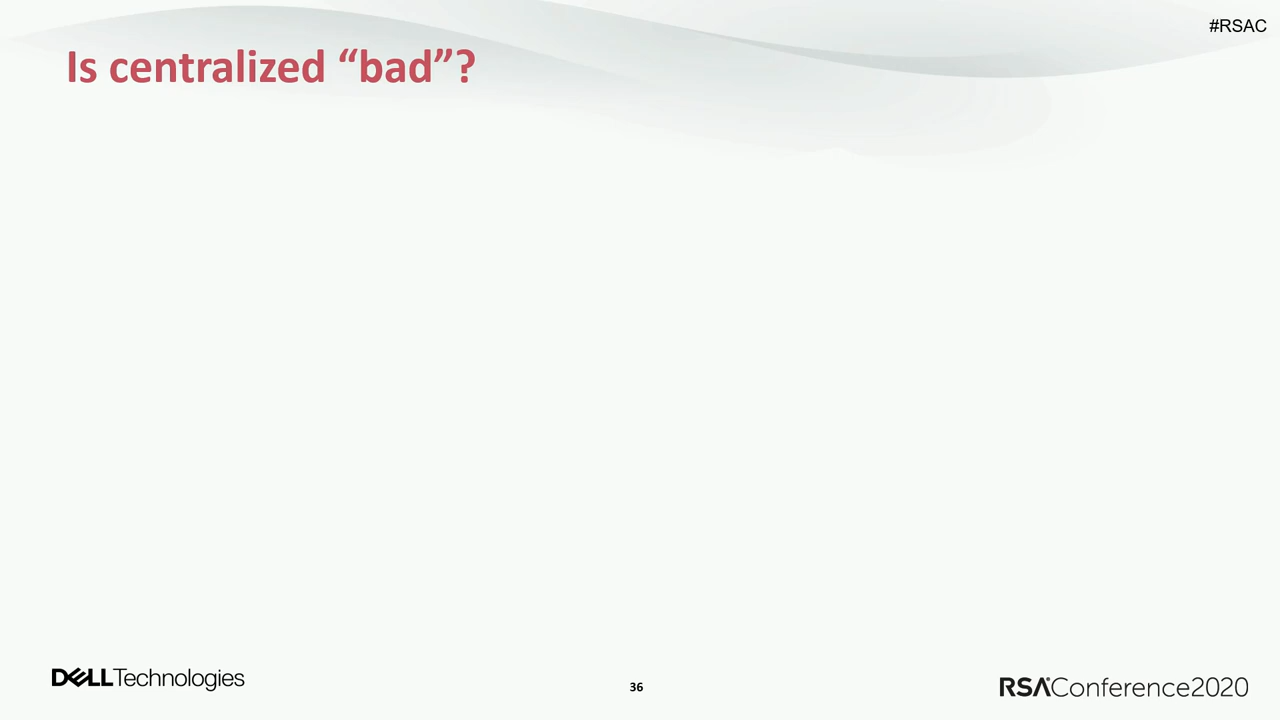 #RSAC
Is centralized “bad”?
DELLTechnologies
36
RSAConference2020